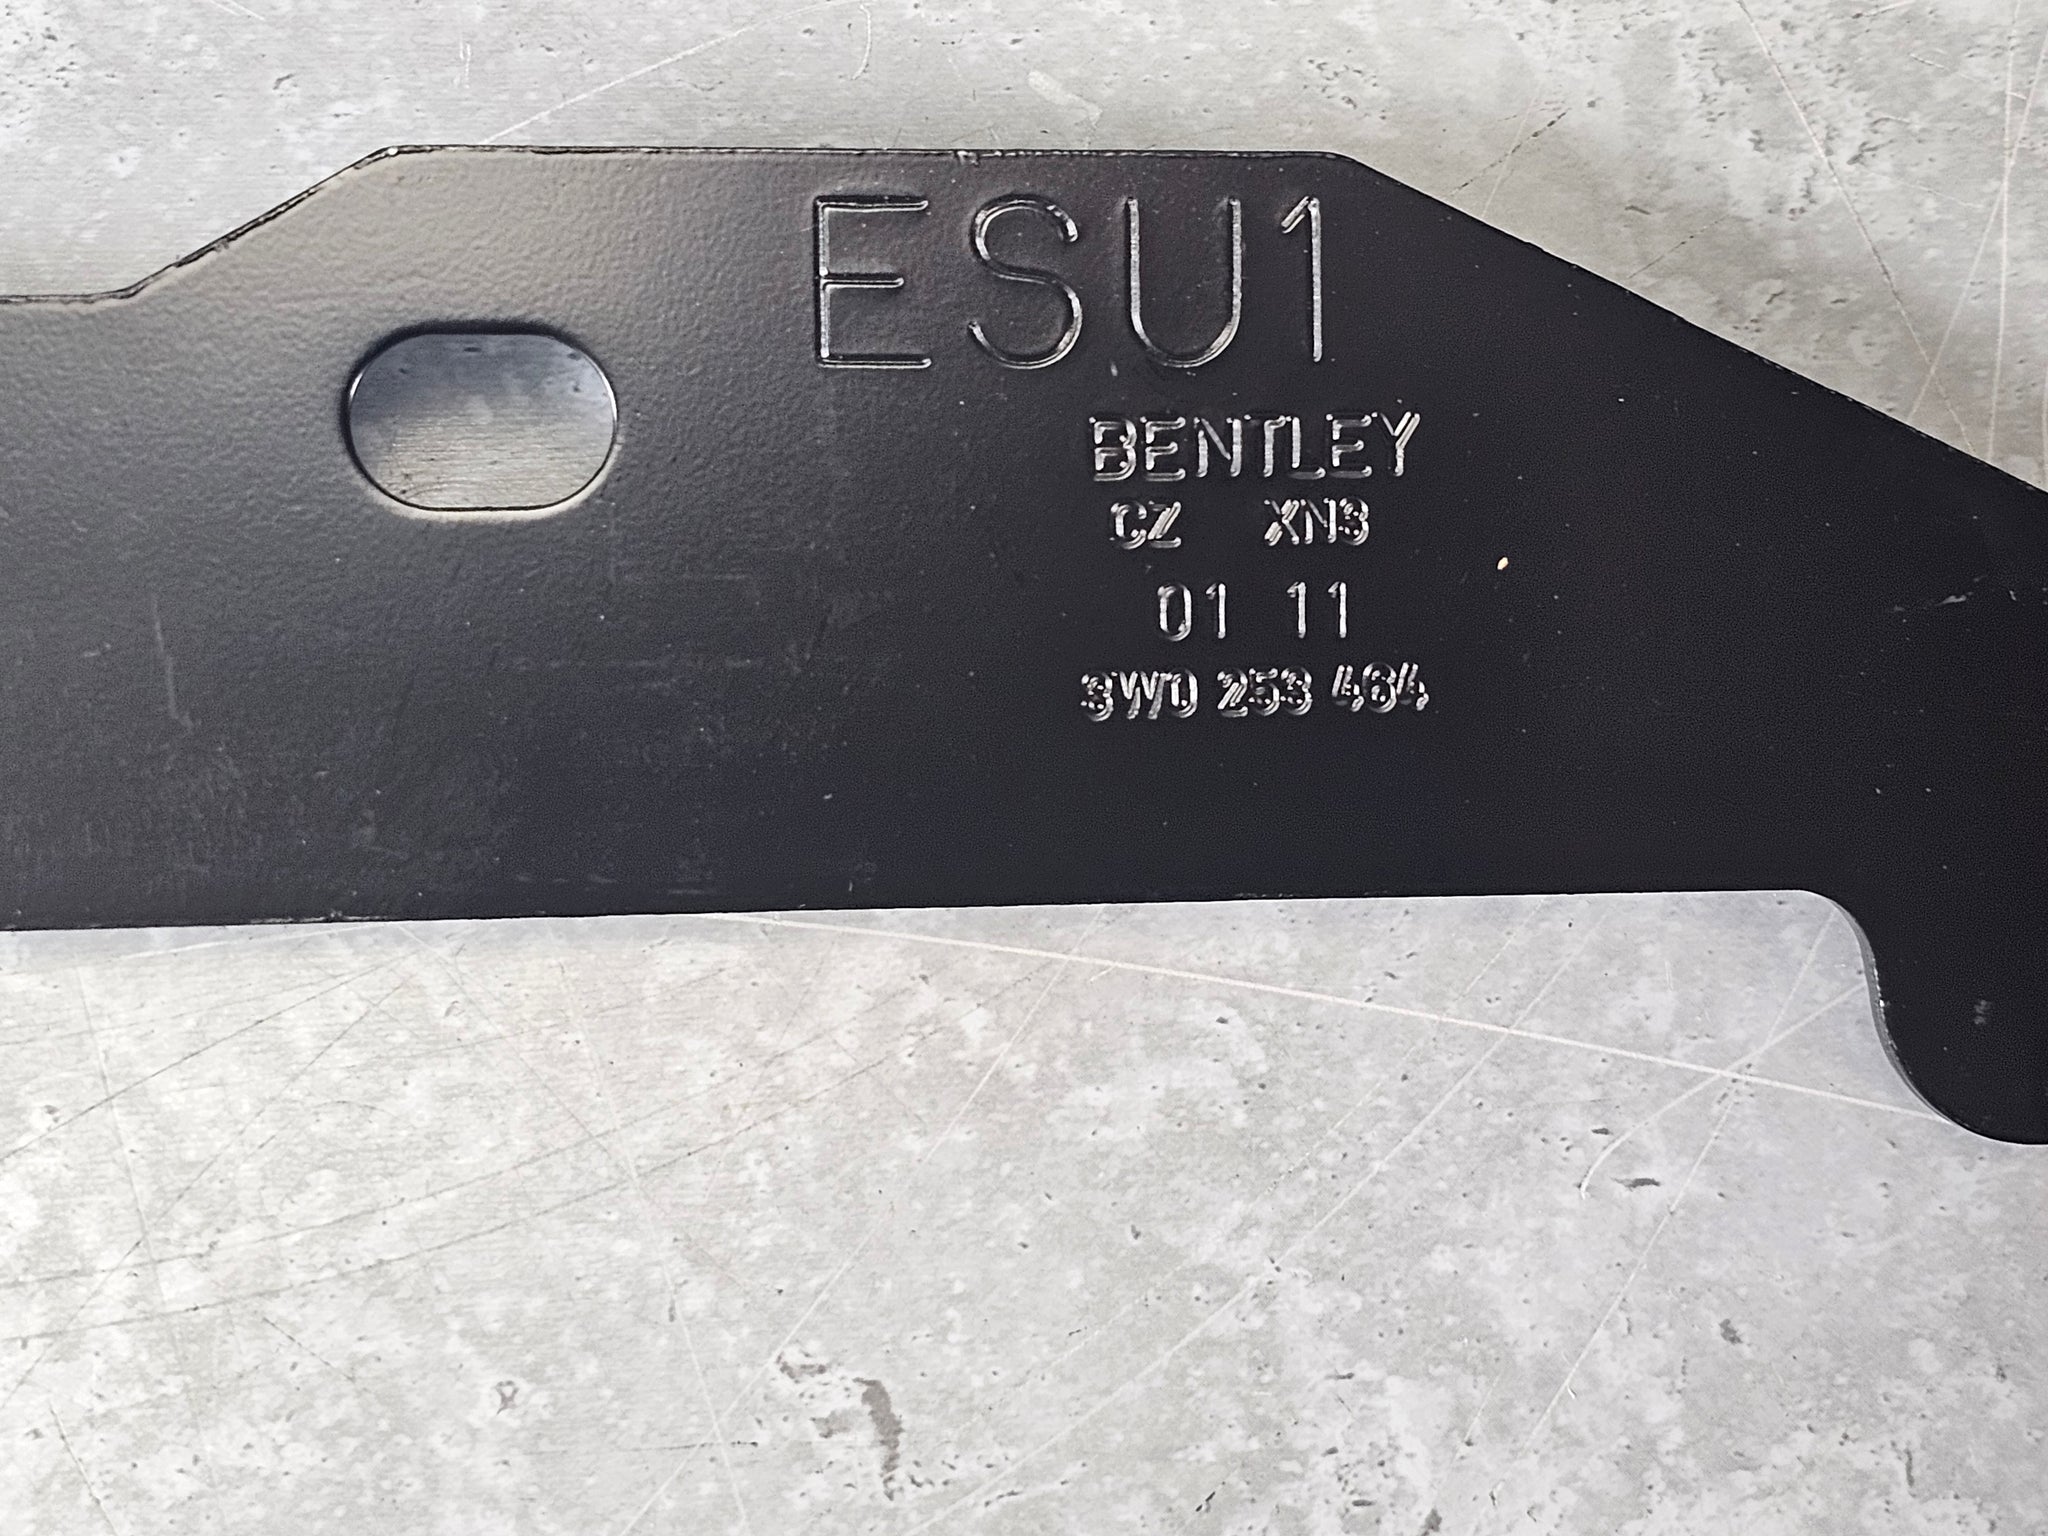 ESU1
BENTLEY
CZ XN3
01 11
3W0 253 464